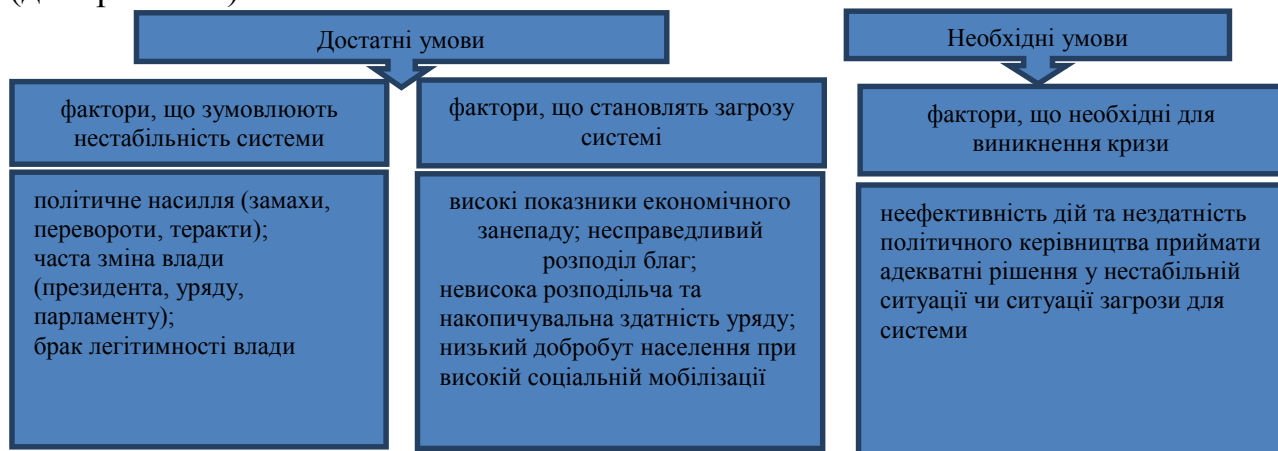 Достатні умови
Необхідні умови
фактори, що зумовлюють
нестабільність системи
фактори, що становлять загрозу
системі
фактори, що необхідні для
виникнення кризи
політичне насилля (замахи,
перевороти, теракти);
часта зміна влади
(президента, уряду,
парламенту);
брак легітимності влади
високі показники економічного
занепаду; несправедливий
розподіл благ;
невисока розподільча та
накопичувальна здатність уряду;
низький добробут населення при
високій соціальній мобілізації
неефективність дій та нездатність
політичного керівництва приймати
адекватні рішення у нестабільній
ситуації чи ситуації загрози для
системи